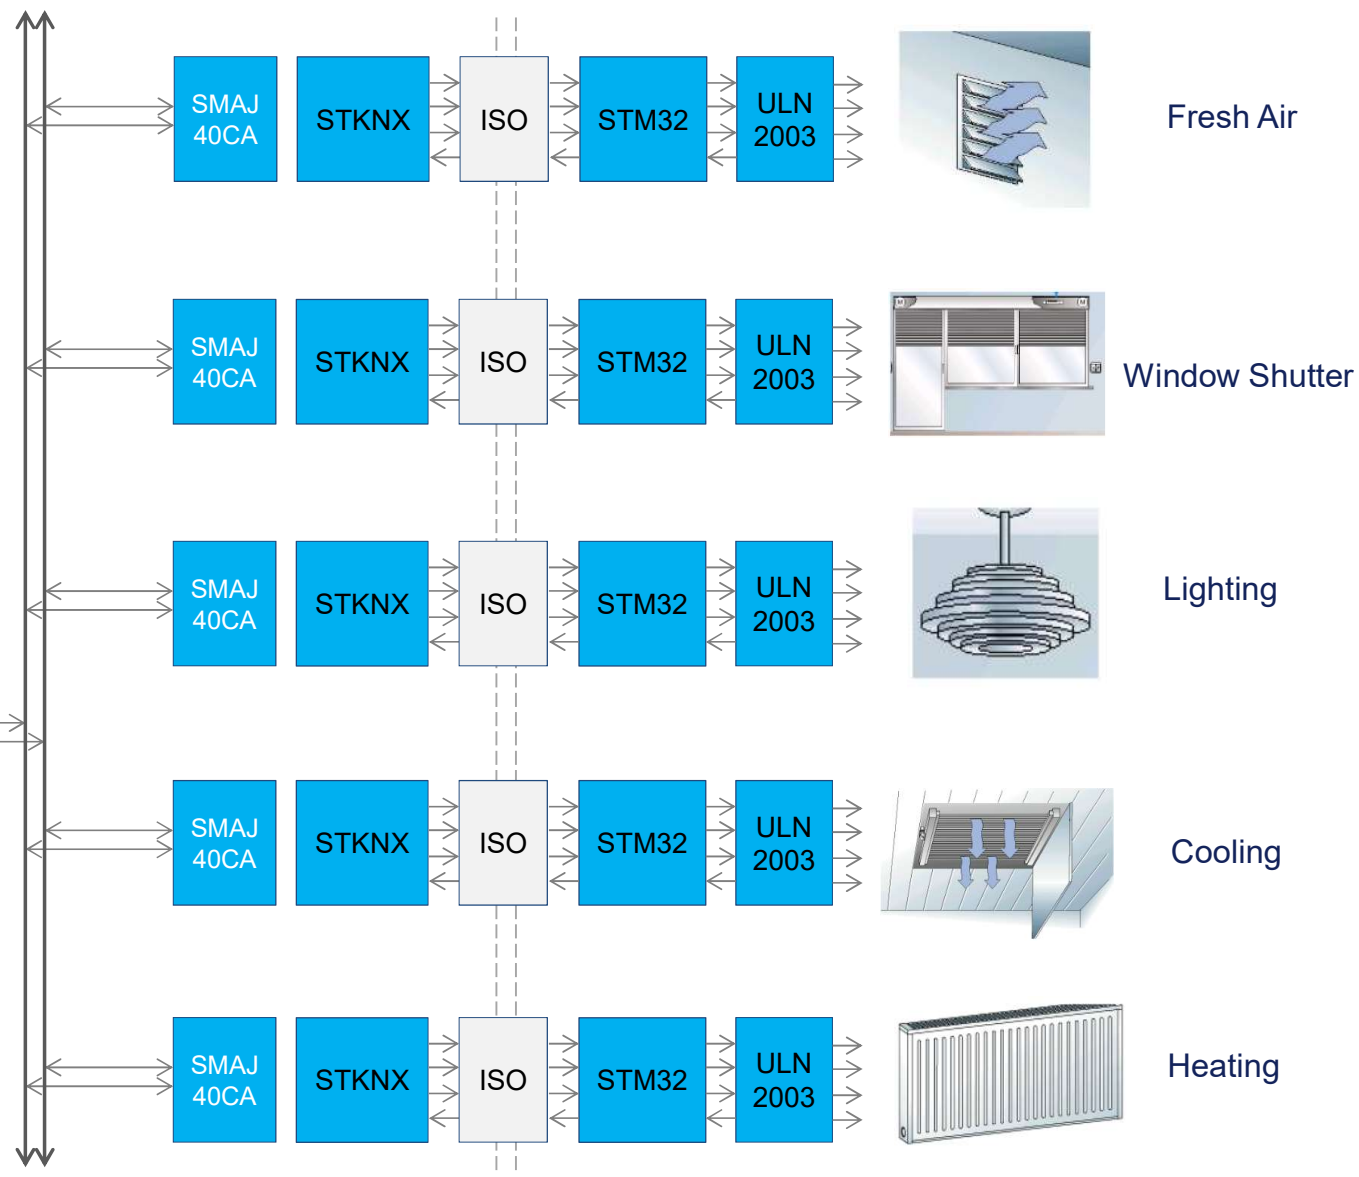 SMAJ
40CA
STKNX
ISO
STM32
ULN
2003
Fresh Air
SMAJ
40CA
STKNX
ISO
STM32
ULN
2003
M
M
Window Shutter
SMAJ
40CA
STKNX
ISO
STM32
ULN
2003
Lighting
SMAJ
40CA
STKNX
ISO
STM32
ULN
2003
Cooling
SMAJ
40CA
STKNX
ISO
STM32
ULN
2003
Heating